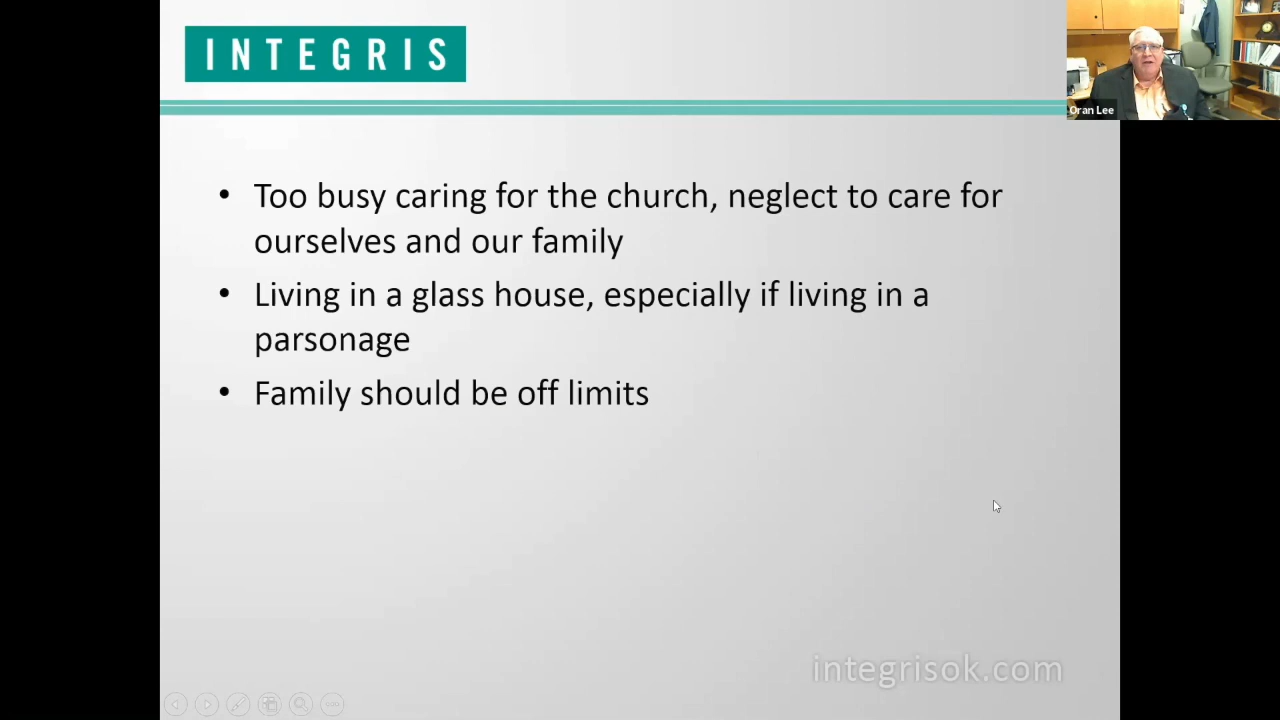 INTEGRIS
Oran Lee
• Too busy caring for the church, neglect to care for
ourselves and our family
• Living in a glass house, especially if living in a
parsonage
• Family should be off limits
integrisok.com